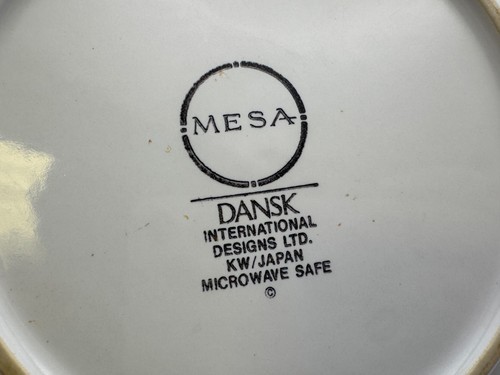 MESA
DANSK
INTERNATIONAL
DESIGNS LTD.
KW/JAPAN
MICROWAVE SAFE
©